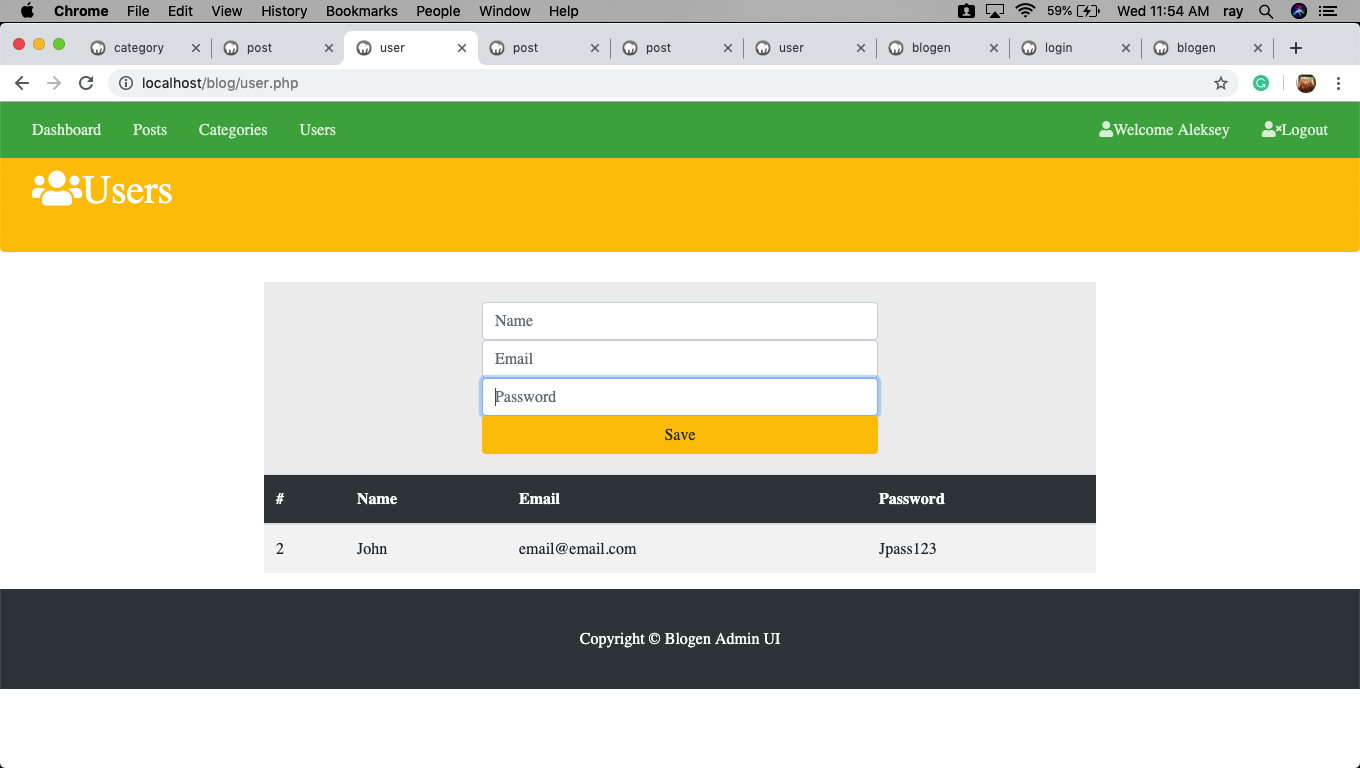 Chrome File Edit View History Bookmarks People Window Help 59% Wed 11:54 AM ray
category post user post post user blogen login blogen
localhost/blog/user.php
Dashboard Posts Categories Users Welcome Aleksey Logout
Users
Name
Email
Password
Save
# Name Email Password
2 John email@email.com Jpass123
Copyright © Blogen Admin UI